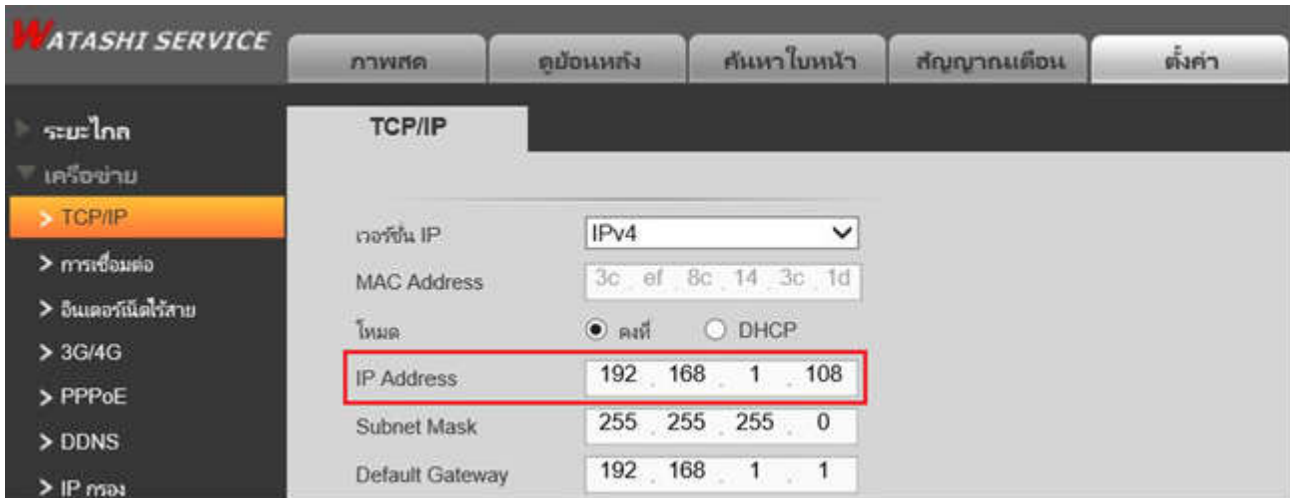 WATASHI SERVICE
ภาพสด ดูย้อนหลัง ค้นหาใบหน้า สัญญาณเตือน ตั้งค่า
ระยะไกล
เครือข่าย
> TCP/IP
> การเชื่อมต่อ
> อินเตอร์เน็ตไร้สาย
> 3G/4G
> PPPoE
> DDNS
> IP กรอง
TCP/IP
เวอร์ชั่น IP IPv4
MAC Address 3c . ef . 8c . 14 . 3c . 1d
โหมด คงที่ DHCP
IP Address 192 . 168 . 1 . 108
Subnet Mask 255 . 255 . 255 . 0
Default Gateway 192 . 168 . 1 . 1